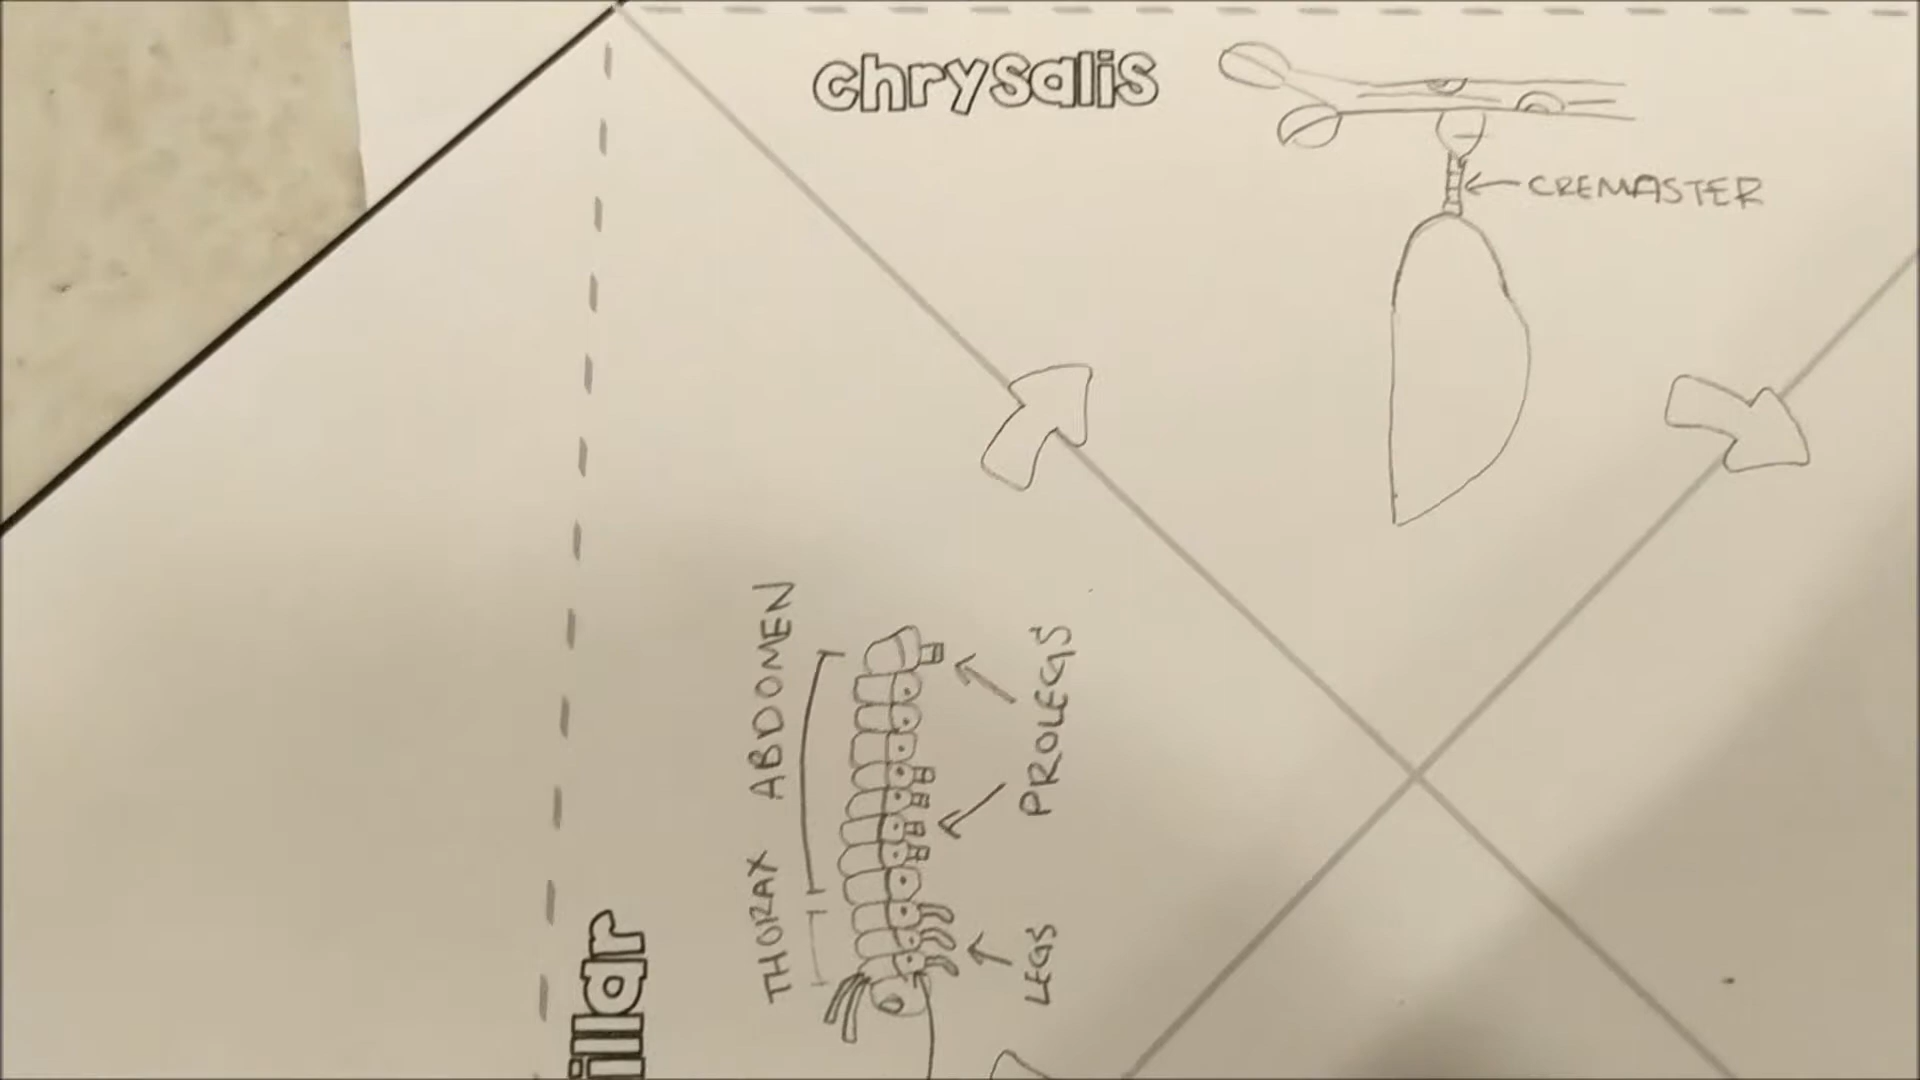 chrysalis
CREMASTER
ABDOMEN
THORAX
PROLEGS
LEGS
illar